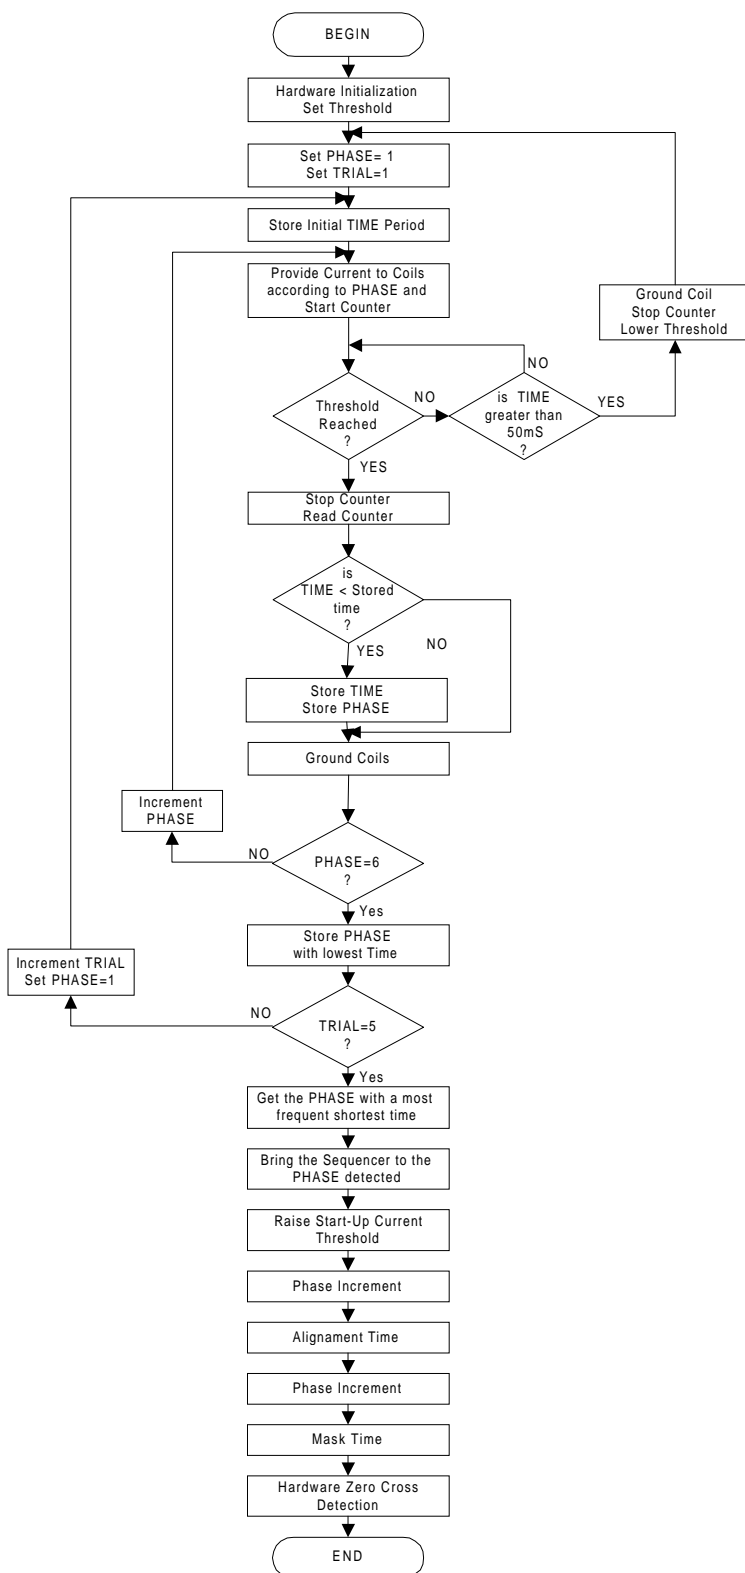 BEGIN
Hardware Initialization
Set Threshold
Set PHASE= 1
Set TRIAL=1
Store Initial TIME Period
Provide Current to Coils
according to PHASE and
Start Counter
Ground Coil
Stop Counter
Lower Threshold
NO
Threshold
Reached
?
NO
is TIME
greater than
50mS
?
YES
YES
Stop Counter
Read Counter
is
TIME < Stored
time
?
NO
YES
Store TIME
Store PHASE
Ground Coils
Increment
PHASE
NO
PHASE=6
?
Yes
Store PHASE
with lowest Time
Increment TRIAL
Set PHASE=1
NO
TRIAL=5
?
Yes
Get the PHASE with a most
frequent shortest time
Bring the Sequencer to the
PHASE detected
Raise Start-Up Current
Threshold
Phase Increment
Alignament Time
Phase Increment
Mask Time
Hardware Zero Cross
Detection
END